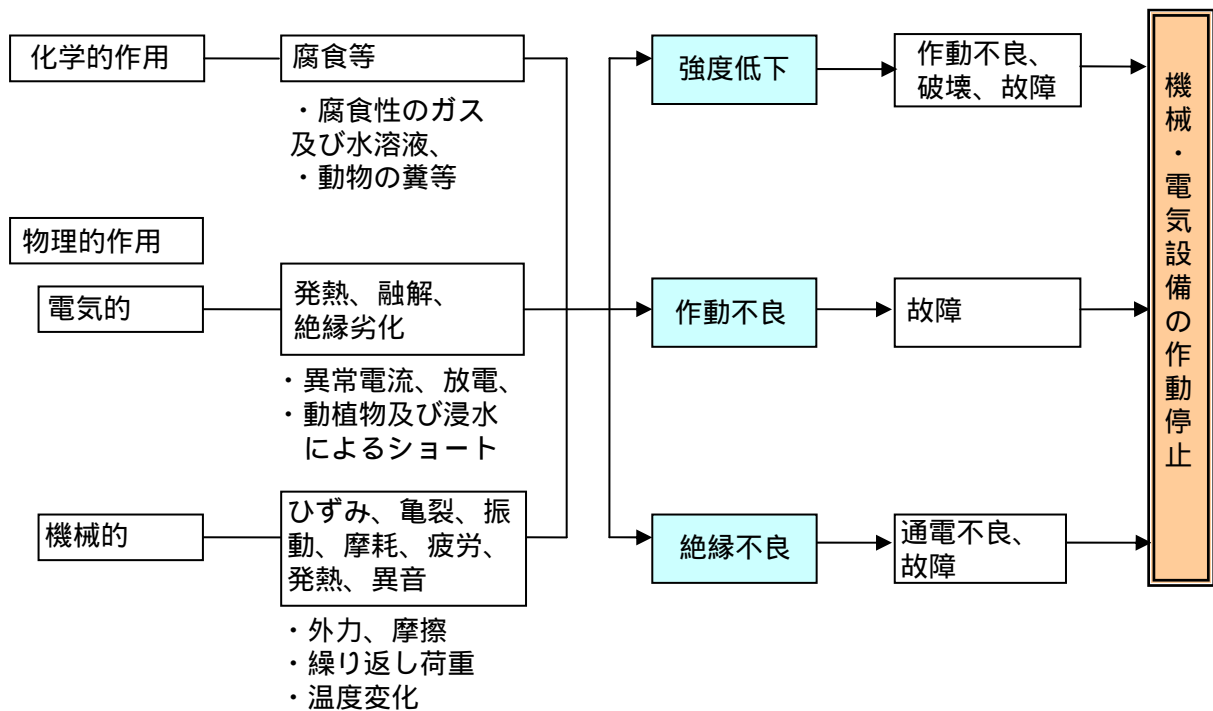 化学的作用
腐食等
・腐食性のガス
及び水溶液、
・動物の糞等
物理的作用
電気的
発熱、融解、
絶縁劣化
・異常電流、放電、
・動植物及び浸水
によるショート
機械的
ひずみ、亀裂、振
動、摩耗、疲労、
発熱、異音
・外力、摩擦
・繰り返し荷重
・温度変化
強度低下
作動不良、
破壊、故障
作動不良
故障
絶縁不良
通電不良、
故障
機械・電気設備の作動停止